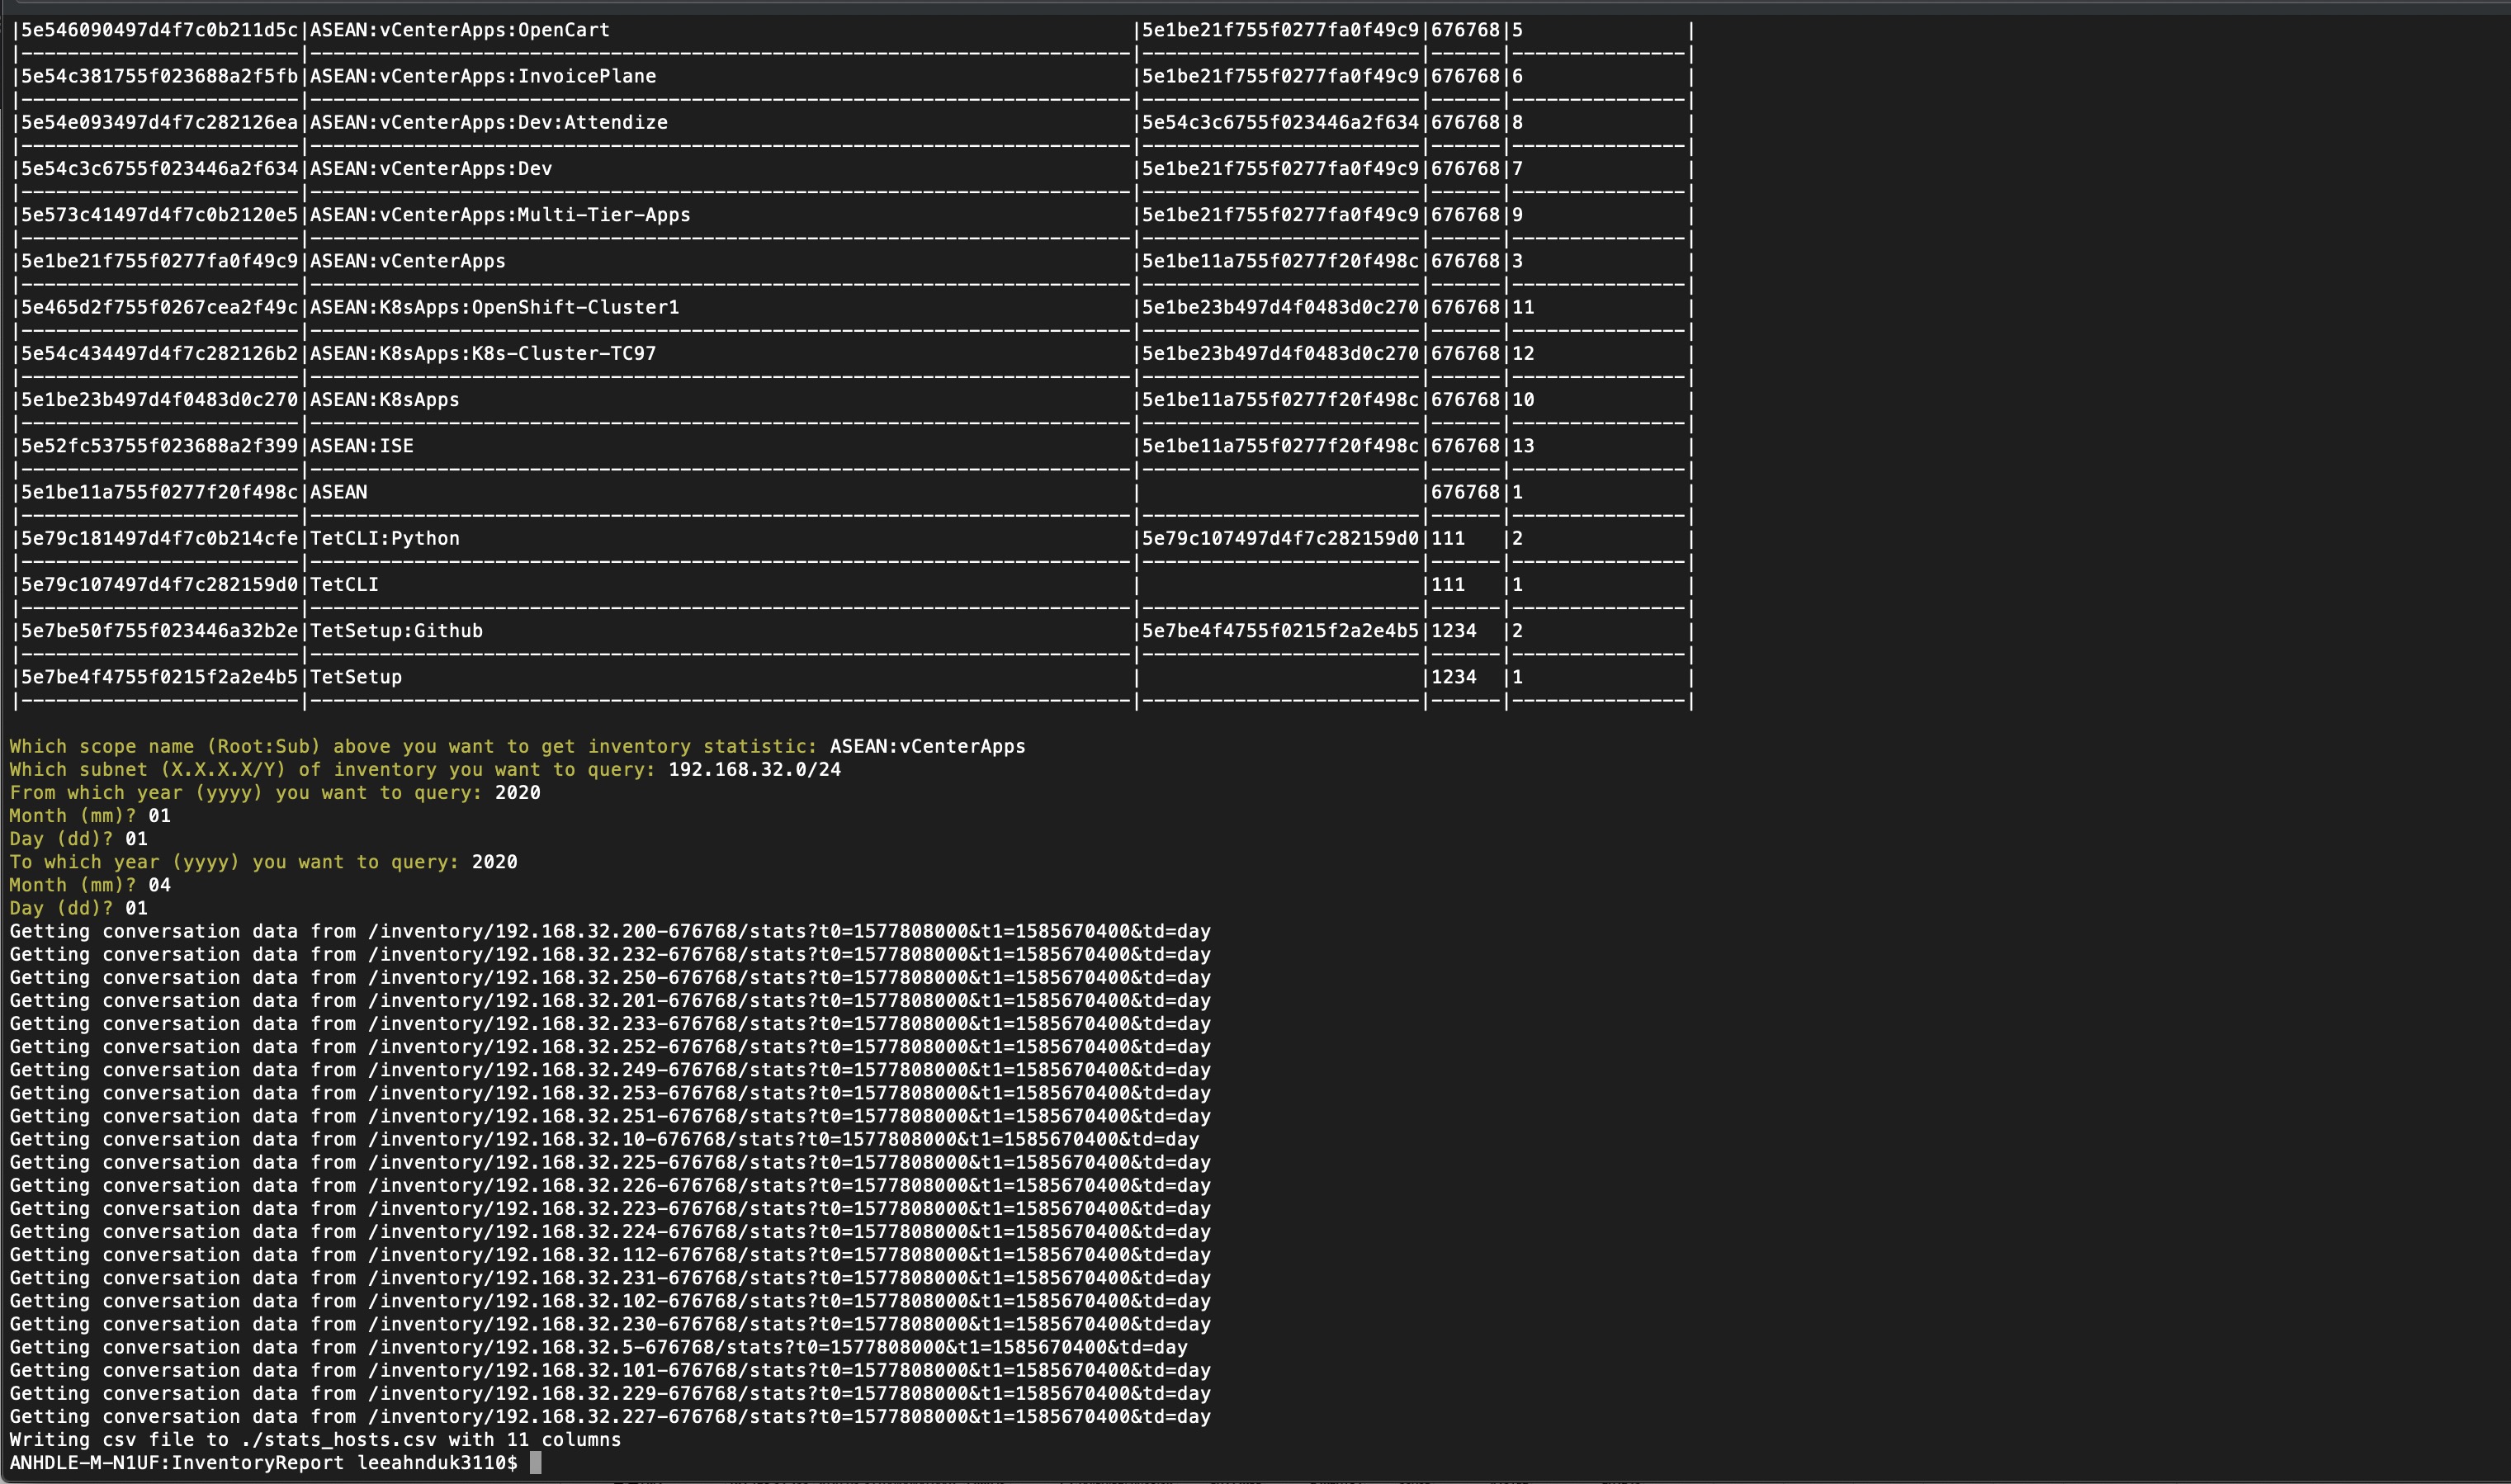 |5e546090497d4f7c0b211d5c|ASEAN:vCenterApps:OpenCart |5e1be21f755f0277fa0f49c9|676768|5 |
|5e54c381755f023688a2f5fb|ASEAN:vCenterApps:InvoicePlane |5e1be21f755f0277fa0f49c9|676768|6 |
|5e54e093497d4f7c282126ea|ASEAN:vCenterApps:Dev:Attendize |5e54c3c6755f023446a2f634|676768|8 |
|5e54c3c6755f023446a2f634|ASEAN:vCenterApps:Dev |5e1be21f755f0277fa0f49c9|676768|7 |
|5e573c41497d4f7c0b2120e5|ASEAN:vCenterApps:Multi-Tier-Apps |5e1be21f755f0277fa0f49c9|676768|9 |
|5e1be21f755f0277fa0f49c9|ASEAN:vCenterApps |5e1be11a755f0277f20f498c|676768|3 |
|5e465d2f755f0267cea2f49c|ASEAN:K8sApps:OpenShift-Cluster1 |5e1be23b497d4f0483d0c270|676768|11 |
|5e54c434497d4f7c282126b2|ASEAN:K8sApps:K8s-Cluster-TC97 |5e1be23b497d4f0483d0c270|676768|12 |
|5e1be23b497d4f0483d0c270|ASEAN:K8sApps |5e1be11a755f0277f20f498c|676768|10 |
|5e52fc53755f023688a2f399|ASEAN:ISE |5e1be11a755f0277f20f498c|676768|13 |
|5e1be11a755f0277f20f498c|ASEAN | |676768|1 |
|5e79c181497d4f7c0b214cfe|TetCLI:Python |5e79c107497d4f7c282159d0|111 |2 |
|5e79c107497d4f7c282159d0|TetCLI | |111 |1 |
|5e7be50f755f023446a32b2e|TetSetup:Github |5e7be4f4755f0215f2a2e4b5|1234 |2 |
|5e7be4f4755f0215f2a2e4b5|TetSetup | |1234 |1 |
Which scope name (Root:Sub) above you want to get inventory statistic: ASEAN:vCenterApps
Which subnet (X.X.X.X/Y) of inventory you want to query: 192.168.32.0/24
From which year (yyyy) you want to query: 2020
Month (mm)? 01
Day (dd)? 01
To which year (yyyy) you want to query: 2020
Month (mm)? 04
Day (dd)? 01
Getting conversation data from /inventory/192.168.32.200-676768/stats?t0=1577808000&t1=1585670400&td=day
Getting conversation data from /inventory/192.168.32.232-676768/stats?t0=1577808000&t1=1585670400&td=day
Getting conversation data from /inventory/192.168.32.250-676768/stats?t0=1577808000&t1=1585670400&td=day
Getting conversation data from /inventory/192.168.32.201-676768/stats?t0=1577808000&t1=1585670400&td=day
Getting conversation data from /inventory/192.168.32.233-676768/stats?t0=1577808000&t1=1585670400&td=day
Getting conversation data from /inventory/192.168.32.252-676768/stats?t0=1577808000&t1=1585670400&td=day
Getting conversation data from /inventory/192.168.32.249-676768/stats?t0=1577808000&t1=1585670400&td=day
Getting conversation data from /inventory/192.168.32.253-676768/stats?t0=1577808000&t1=1585670400&td=day
Getting conversation data from /inventory/192.168.32.251-676768/stats?t0=1577808000&t1=1585670400&td=day
Getting conversation data from /inventory/192.168.32.10-676768/stats?t0=1577808000&t1=1585670400&td=day
Getting conversation data from /inventory/192.168.32.225-676768/stats?t0=1577808000&t1=1585670400&td=day
Getting conversation data from /inventory/192.168.32.226-676768/stats?t0=1577808000&t1=1585670400&td=day
Getting conversation data from /inventory/192.168.32.223-676768/stats?t0=1577808000&t1=1585670400&td=day
Getting conversation data from /inventory/192.168.32.224-676768/stats?t0=1577808000&t1=1585670400&td=day
Getting conversation data from /inventory/192.168.32.112-676768/stats?t0=1577808000&t1=1585670400&td=day
Getting conversation data from /inventory/192.168.32.231-676768/stats?t0=1577808000&t1=1585670400&td=day
Getting conversation data from /inventory/192.168.32.102-676768/stats?t0=1577808000&t1=1585670400&td=day
Getting conversation data from /inventory/192.168.32.230-676768/stats?t0=1577808000&t1=1585670400&td=day
Getting conversation data from /inventory/192.168.32.5-676768/stats?t0=1577808000&t1=1585670400&td=day
Getting conversation data from /inventory/192.168.32.101-676768/stats?t0=1577808000&t1=1585670400&td=day
Getting conversation data from /inventory/192.168.32.229-676768/stats?t0=1577808000&t1=1585670400&td=day
Getting conversation data from /inventory/192.168.32.227-676768/stats?t0=1577808000&t1=1585670400&td=day
Writing csv file to ./stats_hosts.csv with 11 columns
ANHDLE-M-N1UF:InventoryReport leeahnduk3110$